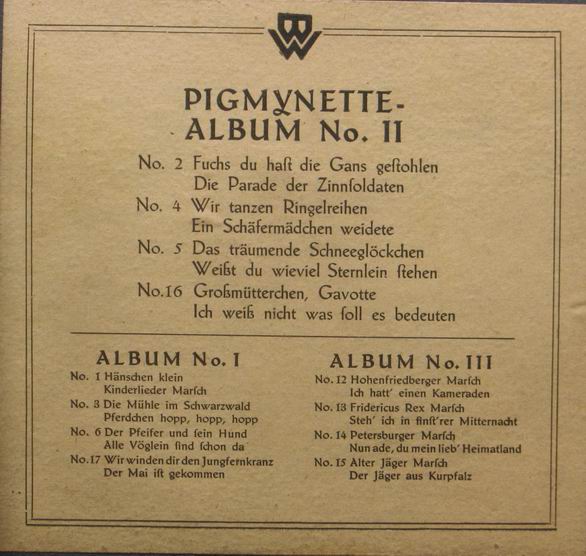 BW
PIGMYNETTE-
ALBUM No. II
No. 2 Fuchs du haſt die Gans geſtohlen
Die Parade der Zinnſoldaten
No. 4 Wir tanzen Ringelreihen
Ein Schäfermädchen weidete
No. 5 Das träumende Schneeglöckchen
Weißt du wieviel Sternlein ſtehen
No.16 Großmütterchen, Gavotte
Ich weiß nicht was ſoll es bedeuten
ALBUM No. I
No. 1 Hänschen klein
Kinderlieder Marſch
No. 3 Die Mühle im Schwarzwald
Pferdchen hopp, hopp, hopp
No. 6 Der Pfeifer und ſein Hund
Alle Vöglein ſind ſchon da
No.17 Wir winden dir den Jungfernkranz
Der Mai iſt gekommen
ALBUM No. III
No. 12 Hohenfriedberger Marſch
Ich hatt' einen Kameraden
No. 13 Fridericus Rex Marſch
Steh' ich in finſt'rer Mitternacht
No. 14 Petersburger Marſch
Nun ade, du mein lieb' Heimatland
No. 15 Alter Jäger Marſch
Der Jäger aus Kurpfalz